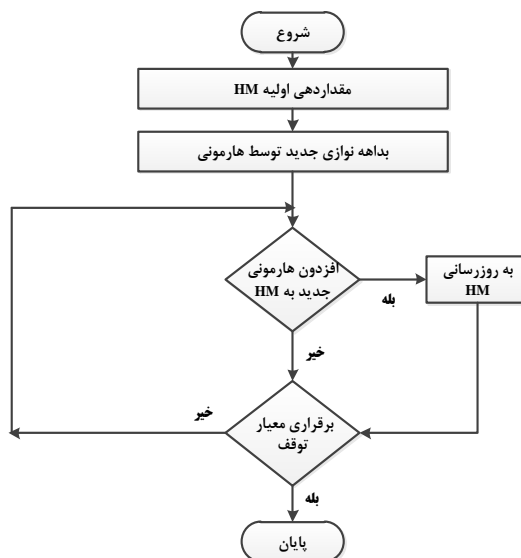 شروع
مقداردهی اولیه HM
بداهه نوازی جدید توسط هارمونی
افزدون هارمونی
جدید به HM
بله
به روزرسانی
HM
خیر
برقراری معیار
توقف
خیر
بله
پایان